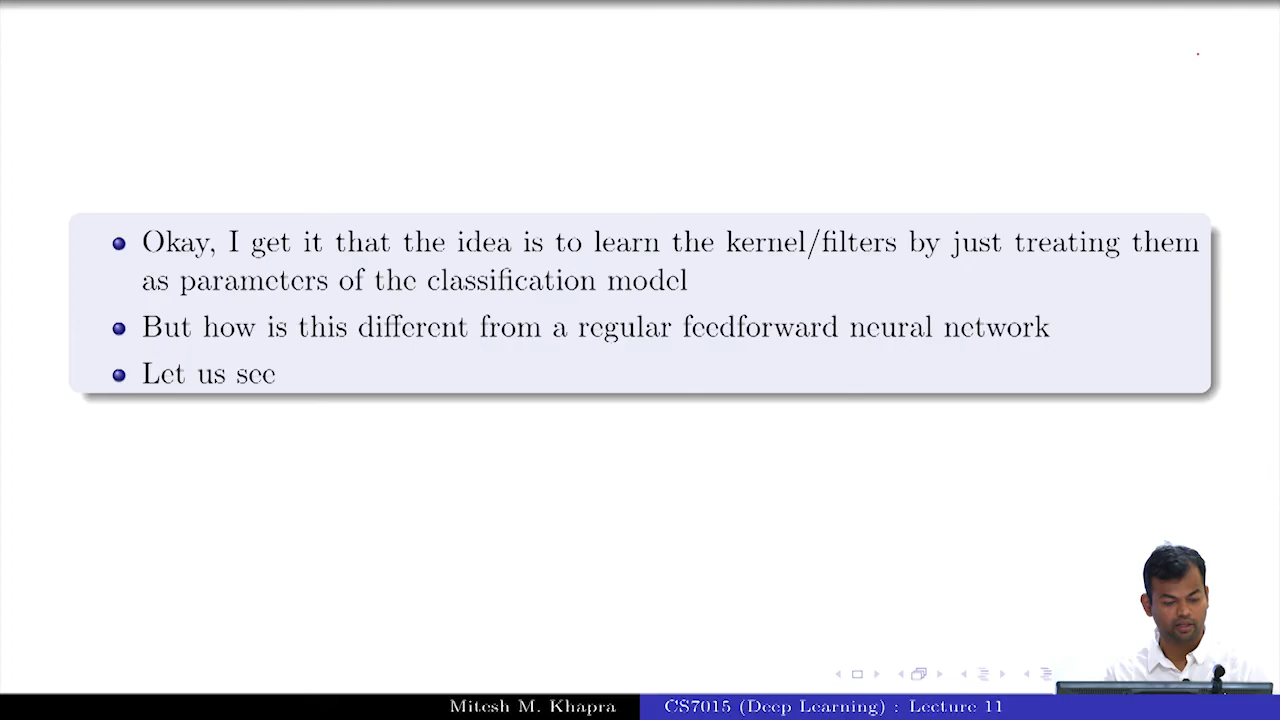 Okay, I get it that the idea is to learn the kernel/filters by just treating them
as parameters of the classification model
But how is this different from a regular feedforward neural network
Let us see
Mitesh M. Khapra CS7015 (Deep Learning) : Lecture 11